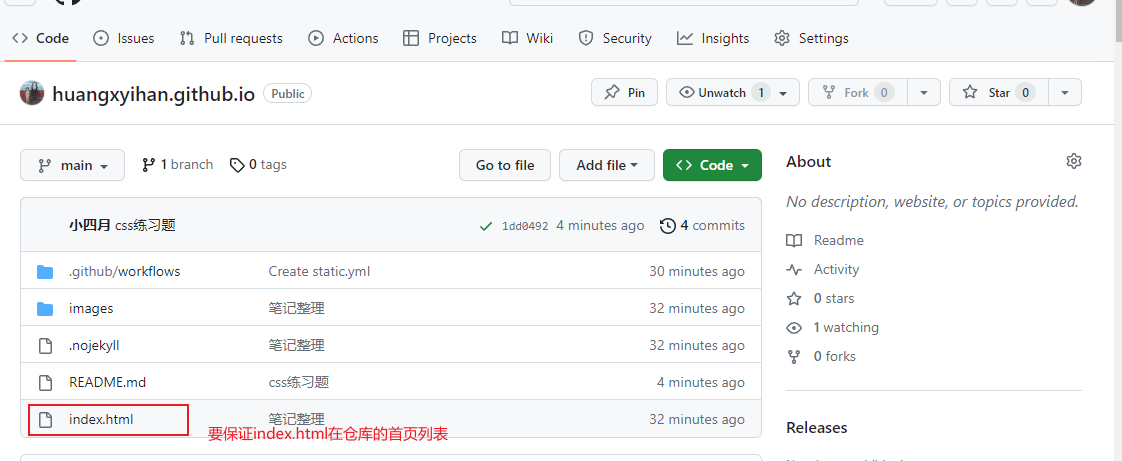 Code Issues Pull requests Actions Projects Wiki Security Insights Settings
huangxyihan.github.io Public Pin Unwatch 1 Fork 0 Star 0
main 1 branch 0 tags Go to file Add file Code
小四月 css练习题 1dd0492 4 minutes ago 4 commits
.github/workflows Create static.yml 30 minutes ago
images 笔记整理 32 minutes ago
.nojekyll 笔记整理 32 minutes ago
README.md css练习题 4 minutes ago
index.html 笔记整理 32 minutes ago
要保证index.html在仓库的首页列表
About
No description, website, or topics provided.
Readme
Activity
0 stars
1 watching
0 forks
Releases